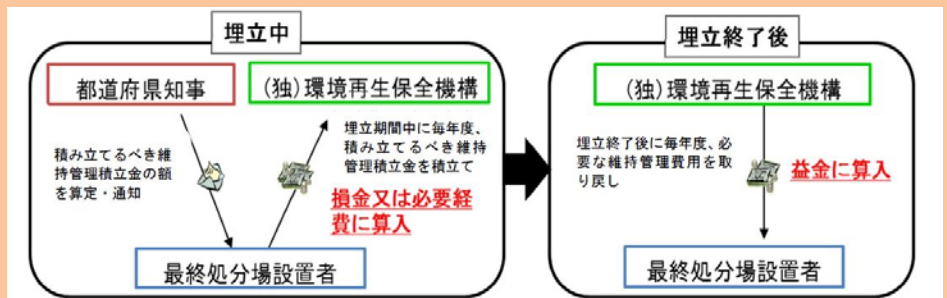 埋立中
都道府県知事
(独)環境再生保全機構
積み立てるべき維
持管理積立金の額
を算定・通知
埋立期間中に毎年度、
積み立てるべき維持
管理積立金を積立て
損金又は必要経
費に算入
最終処分場設置者
埋立終了後
(独)環境再生保全機構
埋立終了後に毎年度、必
要な維持管理費用を取
り戻し
益金に算入
最終処分場設置者